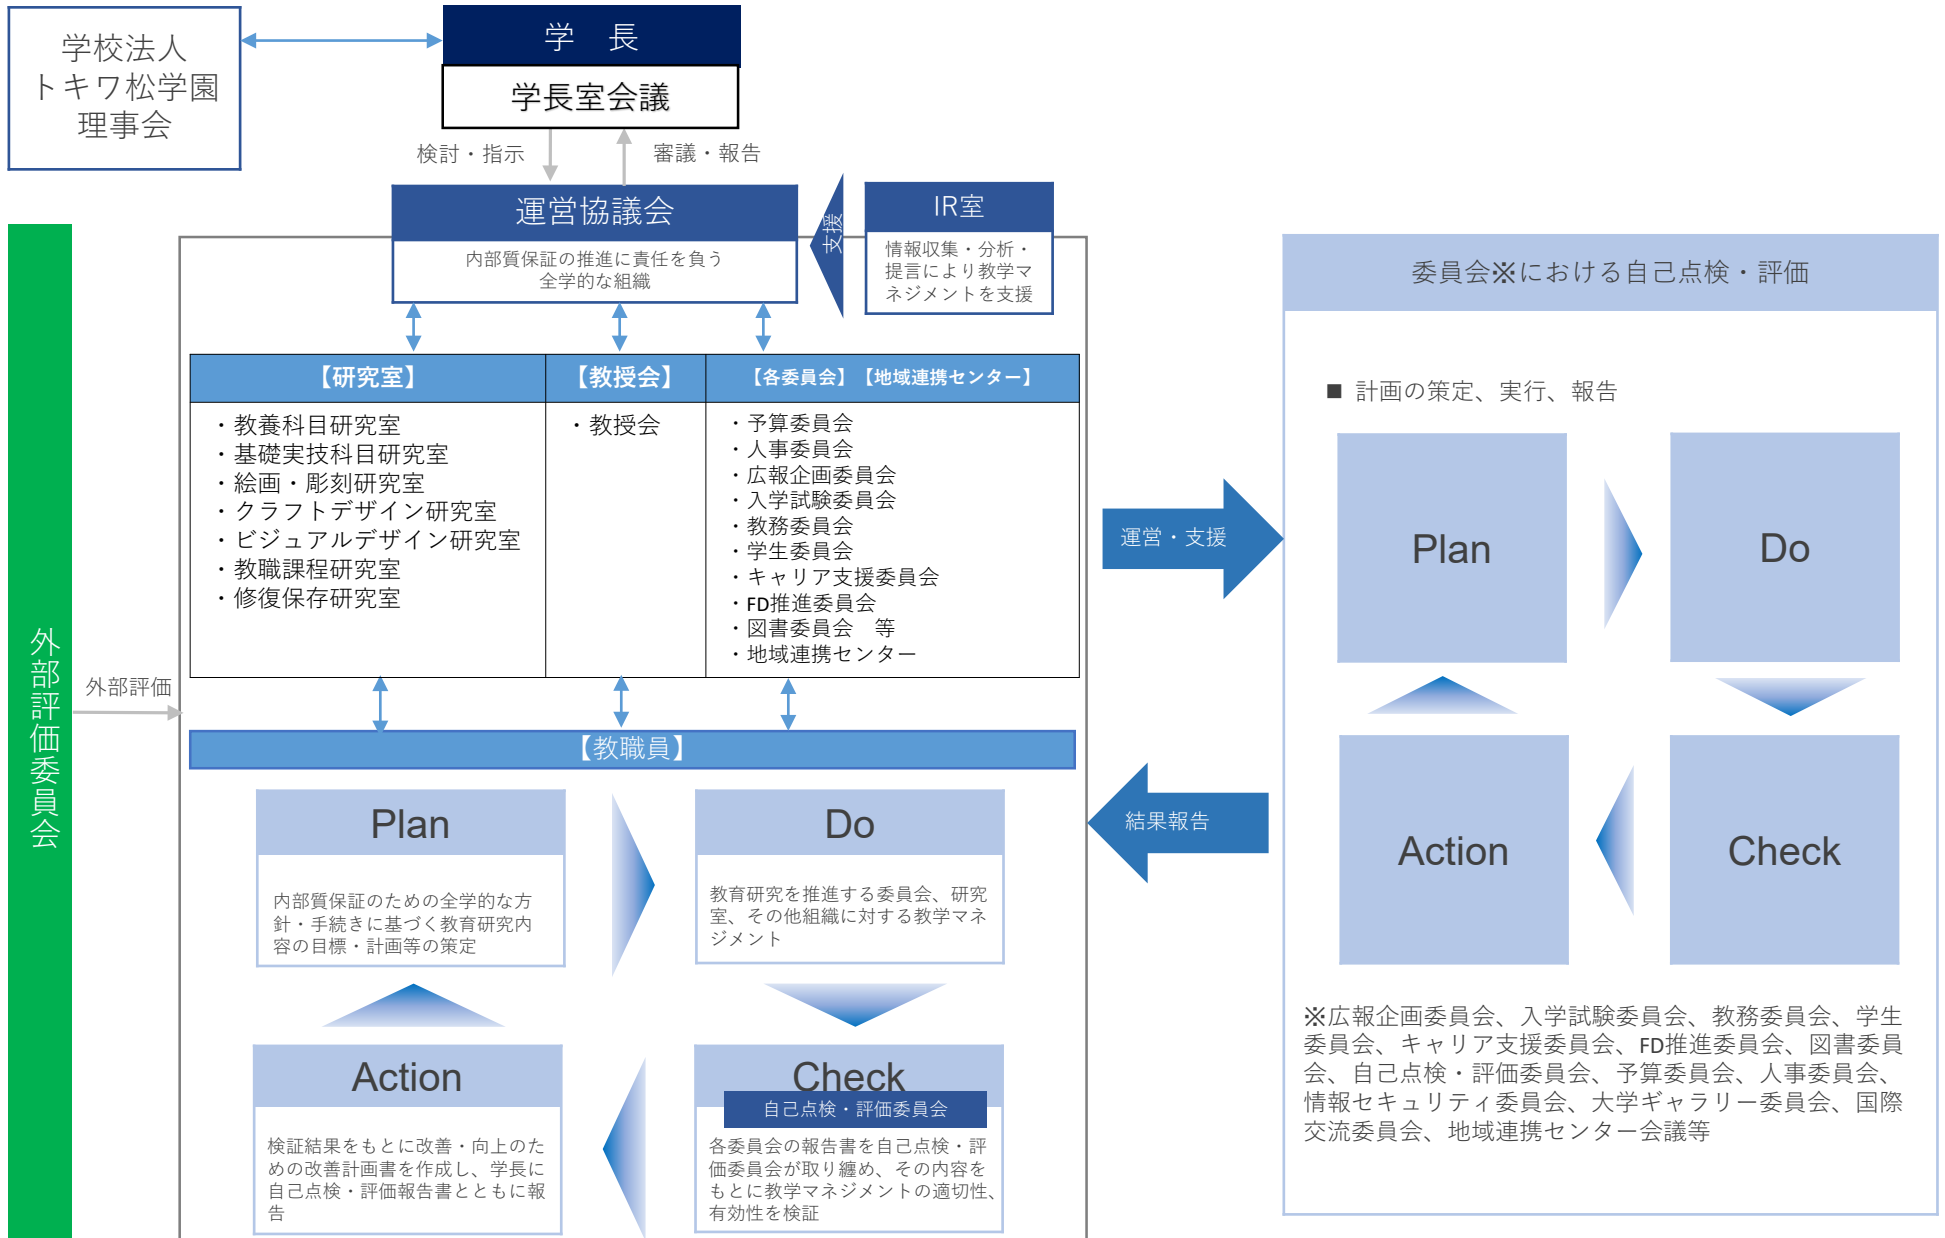 学校法人
トキワ松学園
理事会
学　長
学長室会議
検討・指示
審議・報告
運営協議会
内部質保証の推進に責任を負う
全学的な組織
支援
IR室
情報収集・分析・
提言により教学マ
ネジメントを支援
外部評価委員会
外部評価
【研究室】
・教養科目研究室
・基礎実技科目研究室
・絵画・彫刻研究室
・クラフトデザイン研究室
・ビジュアルデザイン研究室
・教職課程研究室
・修復保存研究室
【教授会】
・教授会
【各委員会】【地域連携センター】
・予算委員会
・人事委員会
・広報企画委員会
・入学試験委員会
・教務委員会
・学生委員会
・キャリア支援委員会
・FD推進委員会
・図書委員会　等
・地域連携センター
【教職員】
Plan
内部質保証のための全学的な方
針・手続きに基づく教育研究内
容の目標・計画等の策定
Do
教育研究を推進する委員会、研究
室、その他組織に対する教学マネ
ジメント
Action
検証結果をもとに改善・向上のた
めの改善計画書を作成し、学長に
自己点検・評価報告書とともに報
告
Check
自己点検・評価委員会
各委員会の報告書を自己点検・評
価委員会が取り纏め、その内容を
もとに教学マネジメントの適切性、
有効性を検証
運営・支援
結果報告
委員会※における自己点検・評価
■ 計画の策定、実行、報告
Plan
Do
Action
Check
※広報企画委員会、入学試験委員会、教務委員会、学生
委員会、キャリア支援委員会、FD推進委員会、図書委員
会、自己点検・評価委員会、予算委員会、人事委員会、
情報セキュリティ委員会、大学ギャラリー委員会、国際
交流委員会、地域連携センター会議等